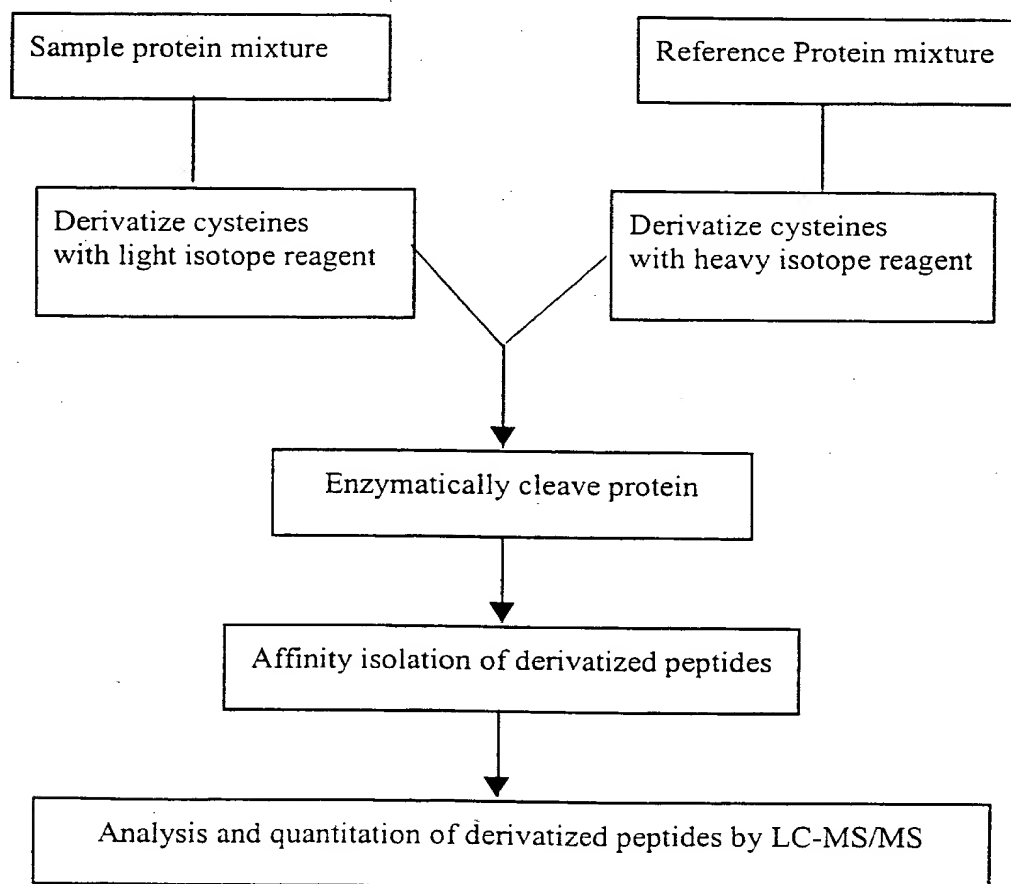 Sample protein mixture
Reference Protein mixture
Derivatize cysteines
with light isotope reagent
Derivatize cysteines
with heavy isotope reagent
Enzymatically cleave protein
Affinity isolation of derivatized peptides
Analysis and quantitation of derivatized peptides by LC-MS/MS